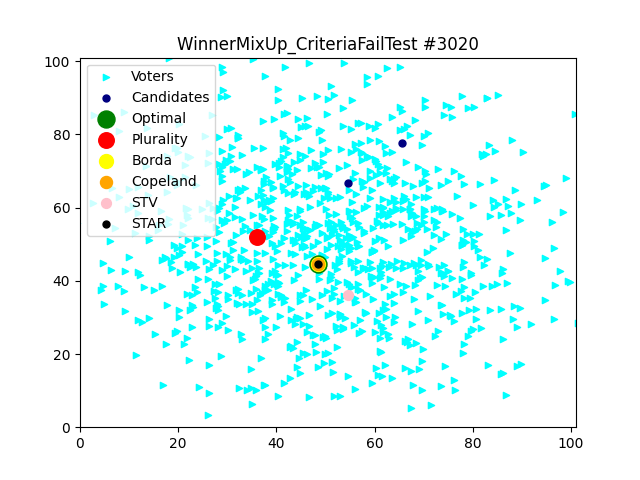 WinnerMixUp_CriteriaFailTest #3020
Voters
Candidates
Optimal
Plurality
Borda
Copeland
STV
STAR
100
80
60
40
20
0
0 20 40 60 80 100